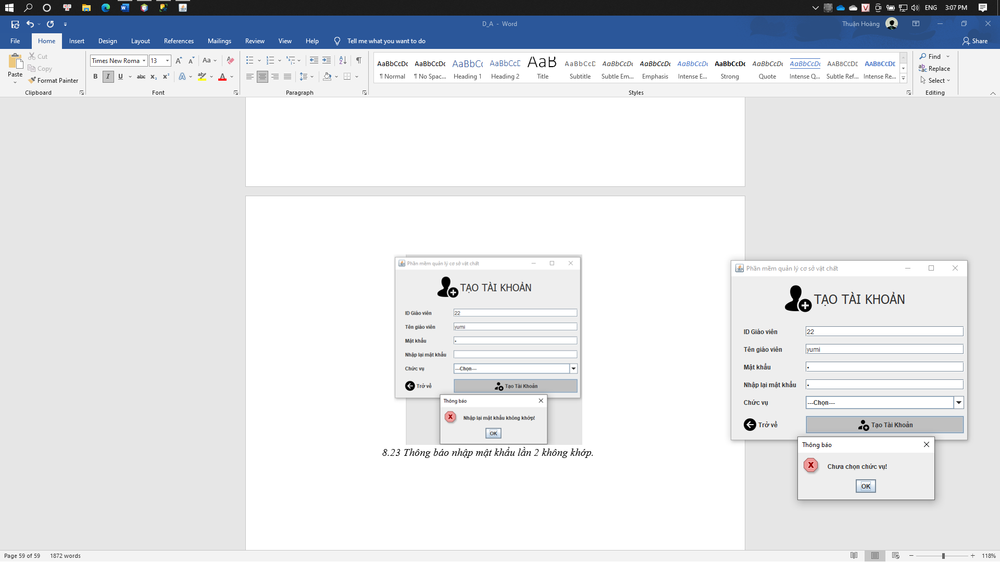 ENG 3:07 PM
D_A - Word
Thuận Hoàng
File Home Insert Design Layout References Mailings Review View Help Tell me what you want to do Share
Paste
Cut
Copy
Format Painter
Clipboard
Times New Roma 13
Font
Paragraph
AaBbCcDc AaBbCcDc AaBbCc AaBbCcD AaB AaBbCcD AaBbCcDc AaBbCcDc AaBbCcDc AaBbCcDc AaBbCcDc AaBbCcDc AaBbCcDd AaBbCcDd
¶ Normal ¶ No Spac... Heading 1 Heading 2 Title Subtitle Subtle Em... Emphasis Intense E... Strong Quote Intense Q... Subtle Ref... Intense Re...
Styles
Find
Replace
Select
Editing
Phần mềm quản lý cơ sở vật chất
TẠO TÀI KHOẢN
ID Giáo viên 22
Tên giáo viên yumi
Mật khẩu
Nhập lại mật khẩu
Chức vụ ---Chọn---
Trở về Tạo Tài Khoản
Thông báo
Nhập lại mật khẩu không khớp!
OK
8.23 Thông báo nhập mật khẩu lần 2 không khớp.
Phần mềm quản lý cơ sở vật chất
TẠO TÀI KHOẢN
ID Giáo viên 22
Tên giáo viên yumi
Mật khẩu
Nhập lại mật khẩu
Chức vụ ---Chọn---
Trở về Tạo Tài Khoản
Thông báo
Chưa chọn chức vụ!
OK
Page 59 of 59 1872 words
118%